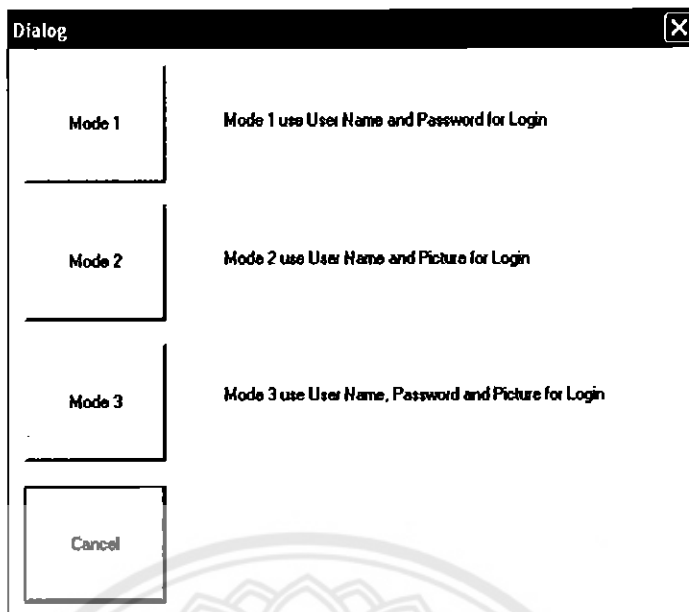 Dialog
Mode 1
Mode 1 use User Name and Password for Login
Mode 2
Mode 2 use User Name and Picture for Login
Mode 3
Mode 3 use User Name, Password and Picture for Login
Cancel